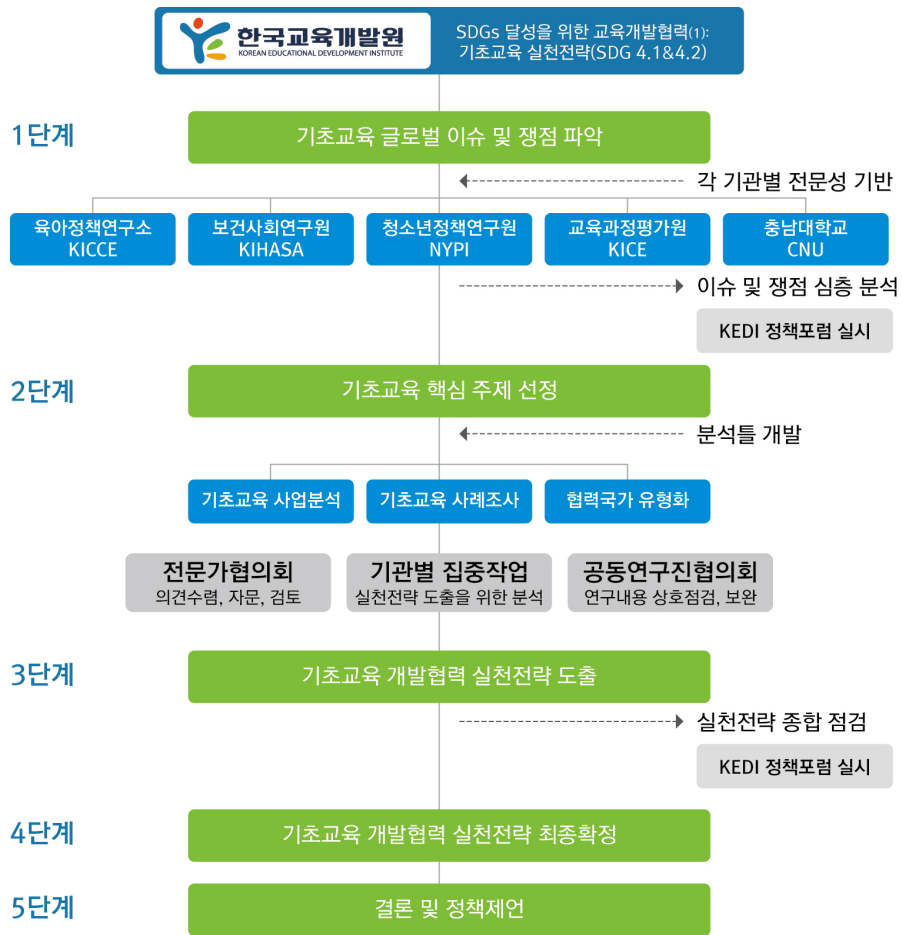 한국교육개발원
KOREAN EDUCATIONAL DEVELOPMENT INSTITUTE
SDGs 달성을 위한 교육개발협력(1):
기초교육 실천전략(SDG 4.1&4.2)
1단계
기초교육 글로벌 이슈 및 쟁점 파악
각 기관별 전문성 기반
육아정책연구소
KICCE
보건사회연구원
KIHASA
청소년정책연구원
NYPI
교육과정평가원
KICE
충남대학교
CNU
이슈 및 쟁점 심층 분석
KEDI 정책포럼 실시
2단계
기초교육 핵심 주제 선정
분석틀 개발
기초교육 사업분석
기초교육 사례조사
협력국가 유형화
전문가협의회
의견수렴, 자문, 검토
기관별 집중작업
실천전략 도출을 위한 분석
공동연구진협의회
연구내용 상호점검, 보완
3단계
기초교육 개발협력 실천전략 도출
실천전략 종합 점검
KEDI 정책포럼 실시
4단계
기초교육 개발협력 실천전략 최종확정
5단계
결론 및 정책제언